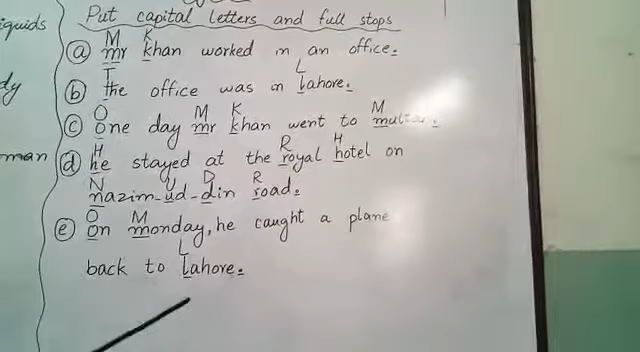 iquids
dy
man
Put capital letters and full stops
M K
(a) mr khan worked in an office.
T L
(b) the office was in lahore.
O M K M
(c) one day mr khan went to multan.
H R H
(d) he stayed at the royal hotel on
N U D R
nazim-ud-din road.
O M
(e) on monday, he caught a plane
L
back to lahore.